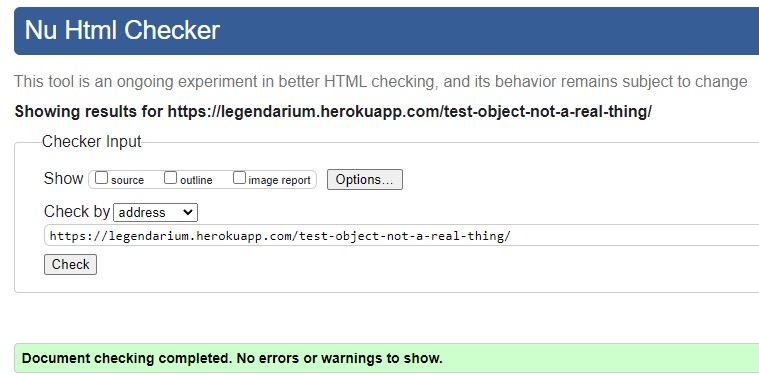 Nu Html Checker
This tool is an ongoing experiment in better HTML checking, and its behavior remains subject to change
Showing results for https://legendarium.herokuapp.com/test-object-not-a-real-thing/
Checker Input
Show source outline image report Options...
Check by address
https://legendarium.herokuapp.com/test-object-not-a-real-thing/
Check
Document checking completed. No errors or warnings to show.